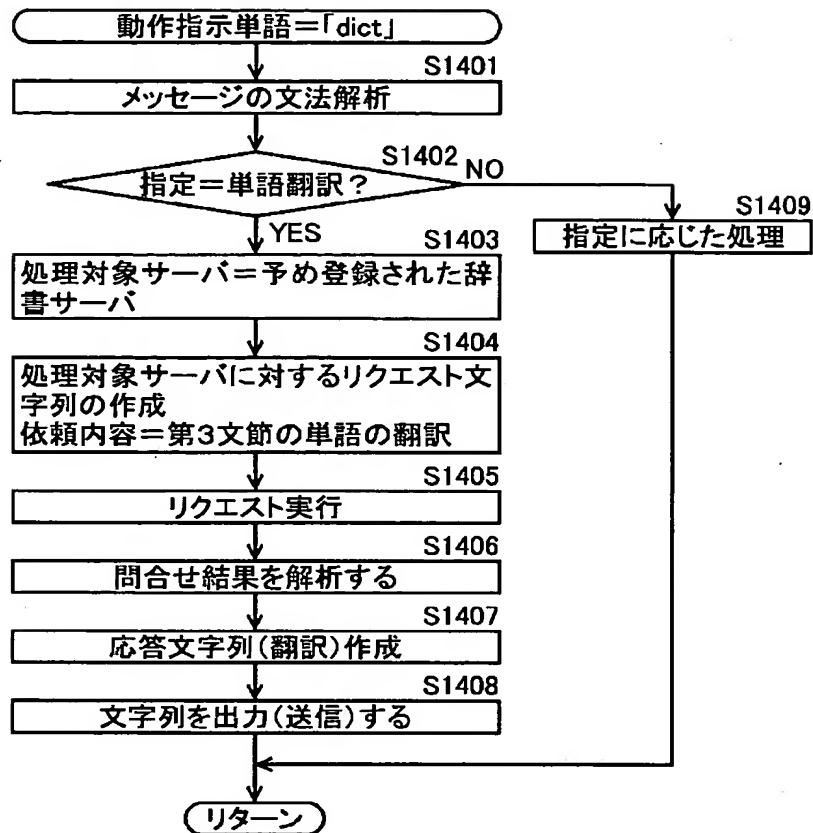 動作指示単語=「dict」
S1401
メッセージの文法解析
S1402
指定=単語翻訳?
NO
YES
S1409
指定に応じた処理
S1403
処理対象サーバ=予め登録された辞
書サーバ
S1404
処理対象サーバに対するリクエスト文
字列の作成
依頼内容=第3文節の単語の翻訳
S1405
リクエスト実行
S1406
問合せ結果を解析する
S1407
応答文字列(翻訳)作成
S1408
文字列を出力(送信)する
リターン